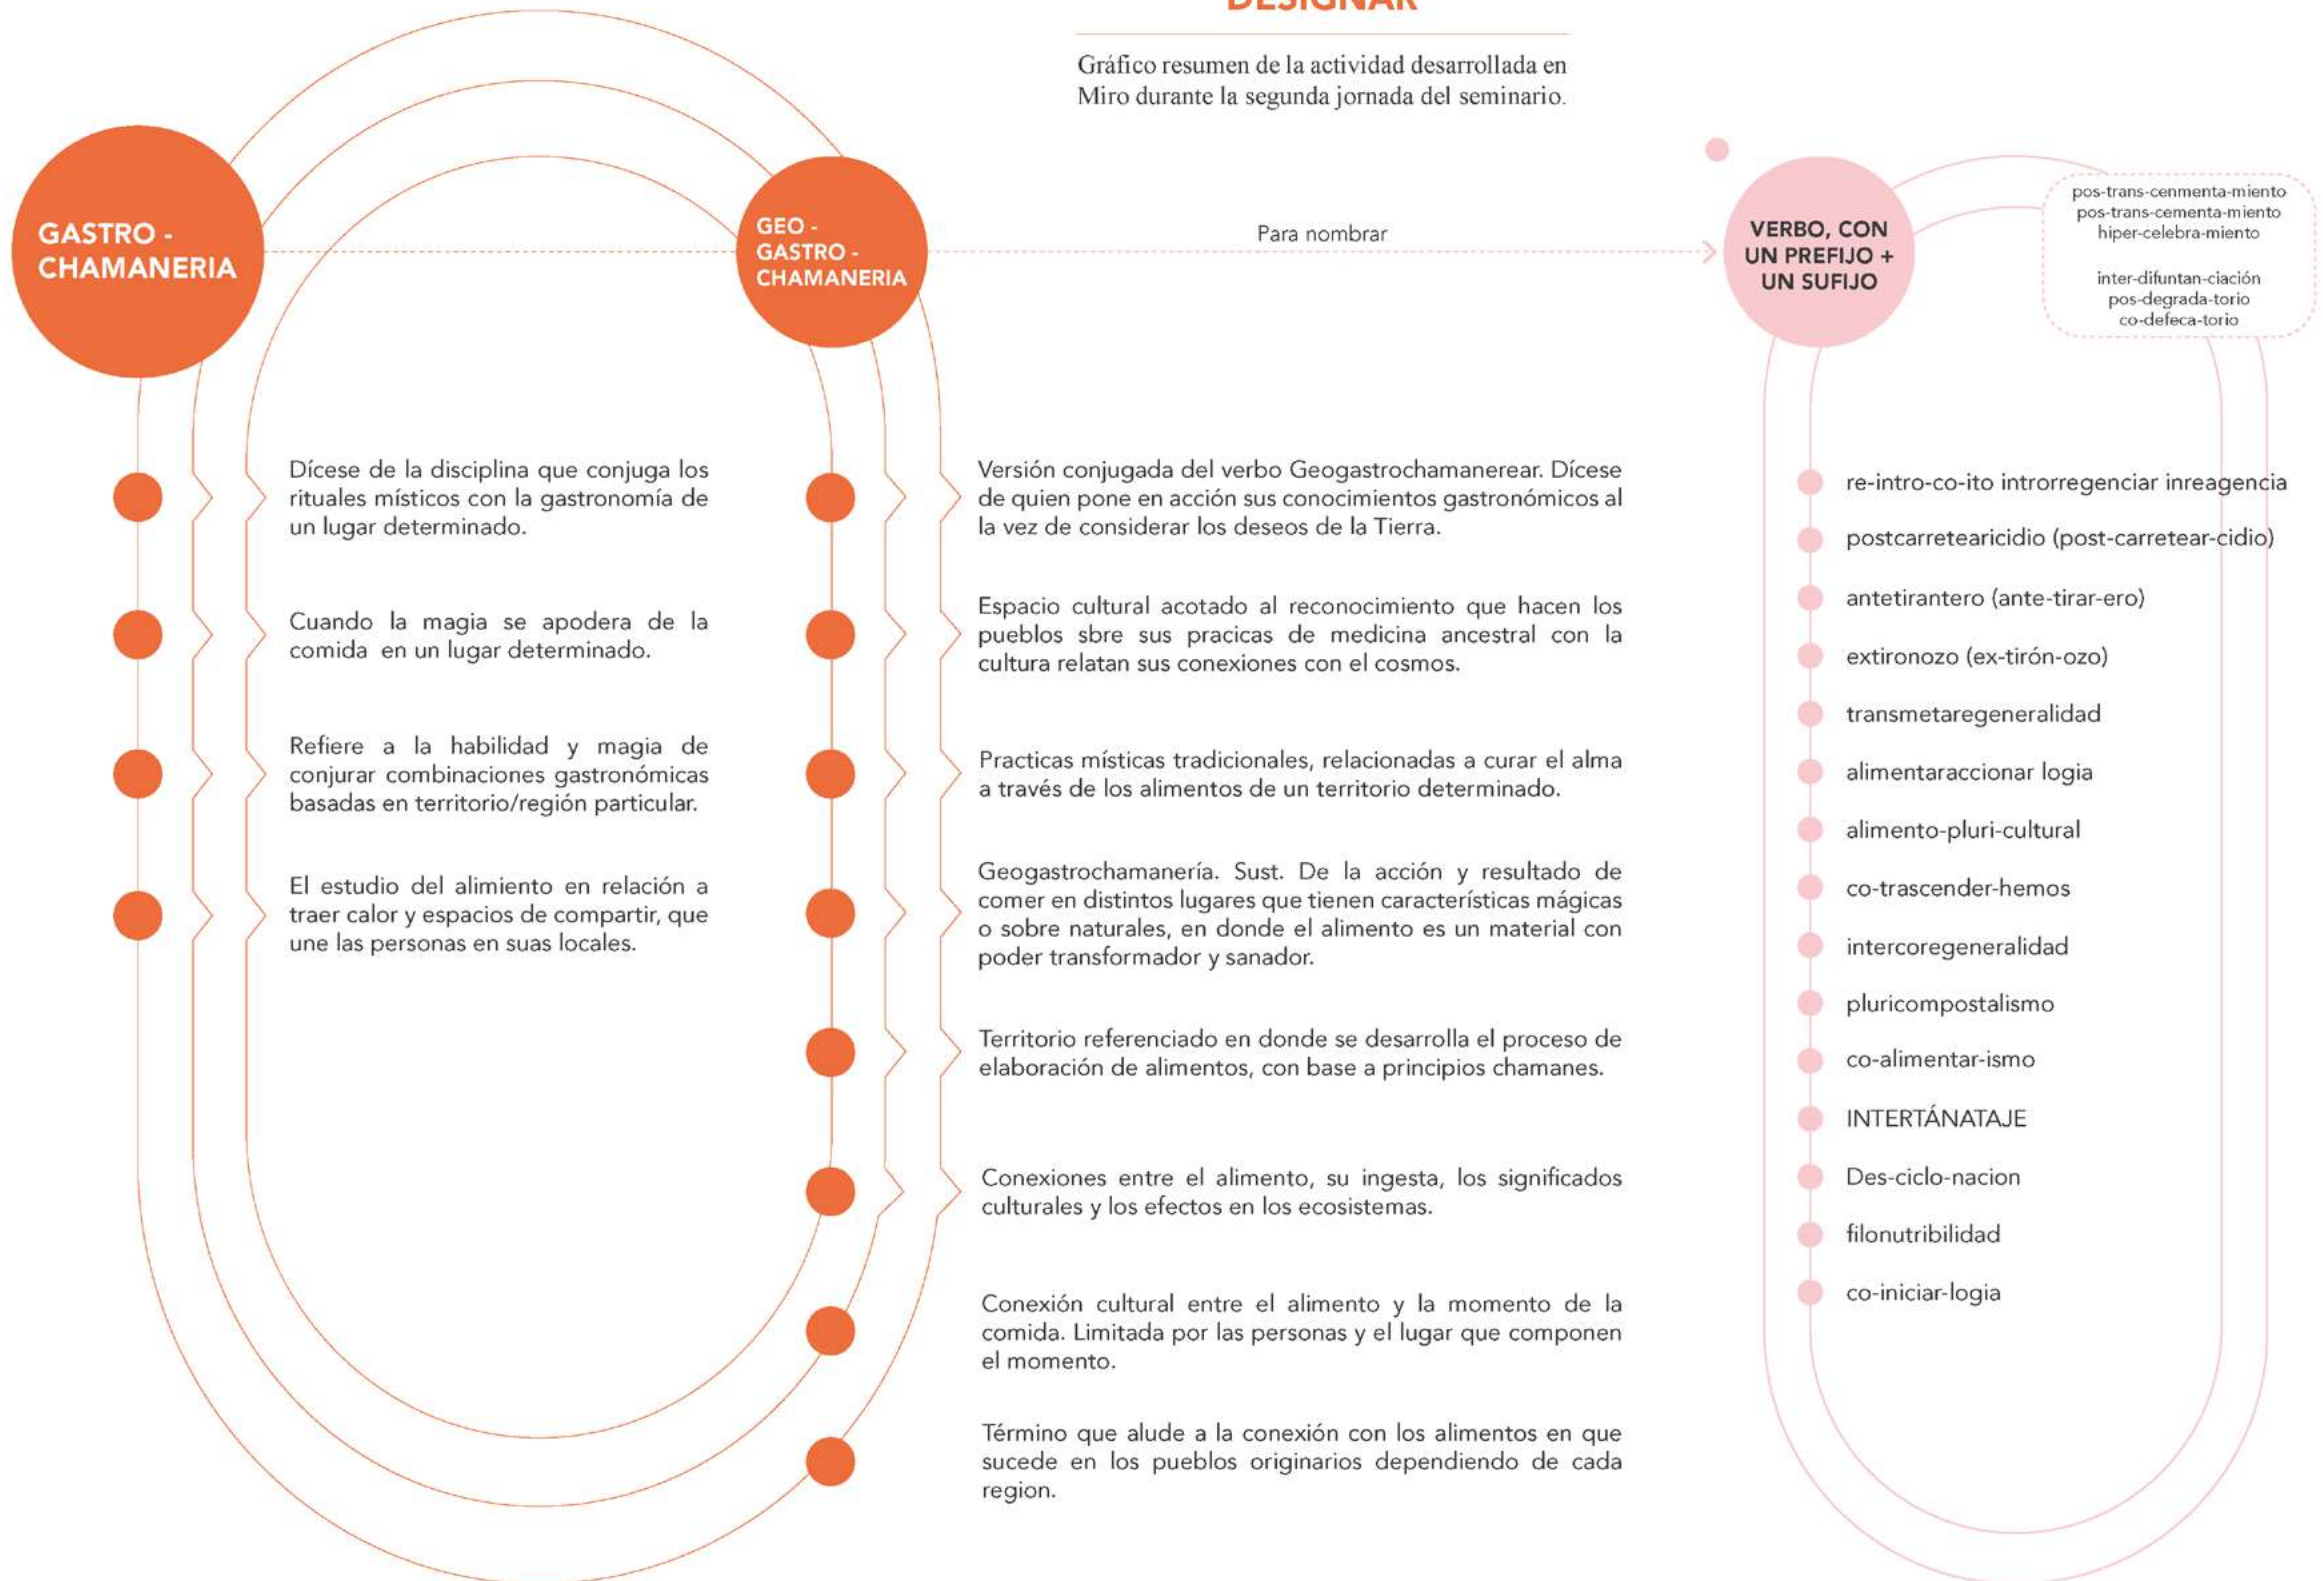 DESIGNAR
Gráfico resumen de la actividad desarrollada en
Miro durante la segunda jornada del seminario.
GASTRO -
CHAMANERIA
Dícese de la disciplina que conjuga los
rituales místicos con la gastronomía de
un lugar determinado.
Cuando la magia se apodera de la
comida en un lugar determinado.
Refiere a la habilidad y magia de
conjurar combinaciones gastronómicas
basadas en territorio/región particular.
El estudio del alimiento en relación a
traer calor y espacios de compartir, que
une las personas en suas locales.
GEO -
GASTRO -
CHAMANERIA
Versión conjugada del verbo Geogastrochamanerear. Dícese
de quien pone en acción sus conocimientos gastronómicos al
la vez de considerar los deseos de la Tierra.
Espacio cultural acotado al reconocimiento que hacen los
pueblos sbre sus pracicas de medicina ancestral con la
cultura relatan sus conexiones con el cosmos.
Practicas místicas tradicionales, relacionadas a curar el alma
a través de los alimentos de un territorio determinado.
Geogastrochamanería. Sust. De la acción y resultado de
comer en distintos lugares que tienen características mágicas
o sobre naturales, en donde el alimento es un material con
poder transformador y sanador.
Territorio referenciado en donde se desarrolla el proceso de
elaboración de alimentos, con base a principios chamanes.
Conexiones entre el alimento, su ingesta, los significados
culturales y los efectos en los ecosistemas.
Conexión cultural entre el alimento y la momento de la
comida. Limitada por las personas y el lugar que componen
el momento.
Término que alude a la conexión con los alimentos en que
sucede en los pueblos originarios dependiendo de cada
region.
Para nombrar
VERBO, CON
UN PREFIJO +
UN SUFIJO
pos-trans-cenmenta-miento
pos-trans-cementa-miento
hiper-celebra-miento
inter-difuntan-ciación
pos-degrada-torio
co-defeca-torio
re-intro-co-ito introrregenciar inreagencia
postcarretearicidio (post-carretear-cidio)
antetirantero (ante-tirar-ero)
extironozo (ex-tirón-ozo)
transmetaregeneralidad
alimentaraccionar logia
alimento-pluri-cultural
co-trascender-hemos
intercoregeneralidad
pluricompostalismo
co-alimentar-ismo
INTERTÁNATAJE
Des-ciclo-nacion
filonutribilidad
co-iniciar-logia